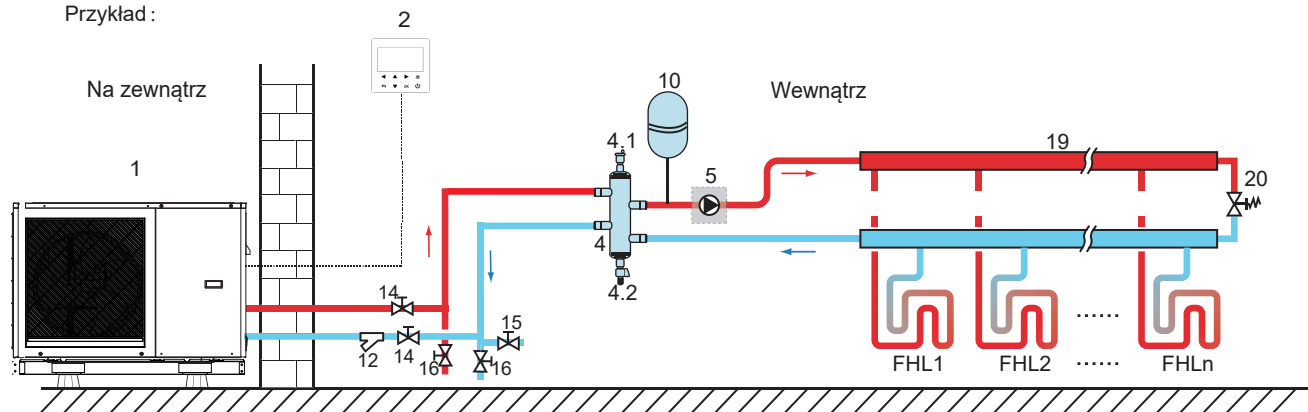 Przykład :
2
Na zewnątrz
10
Wewnątrz
1
4.1
19
5
20
4
4.2
14
15
12
14
16
16
OK
FHL1
FHL2
......
FHLn
......